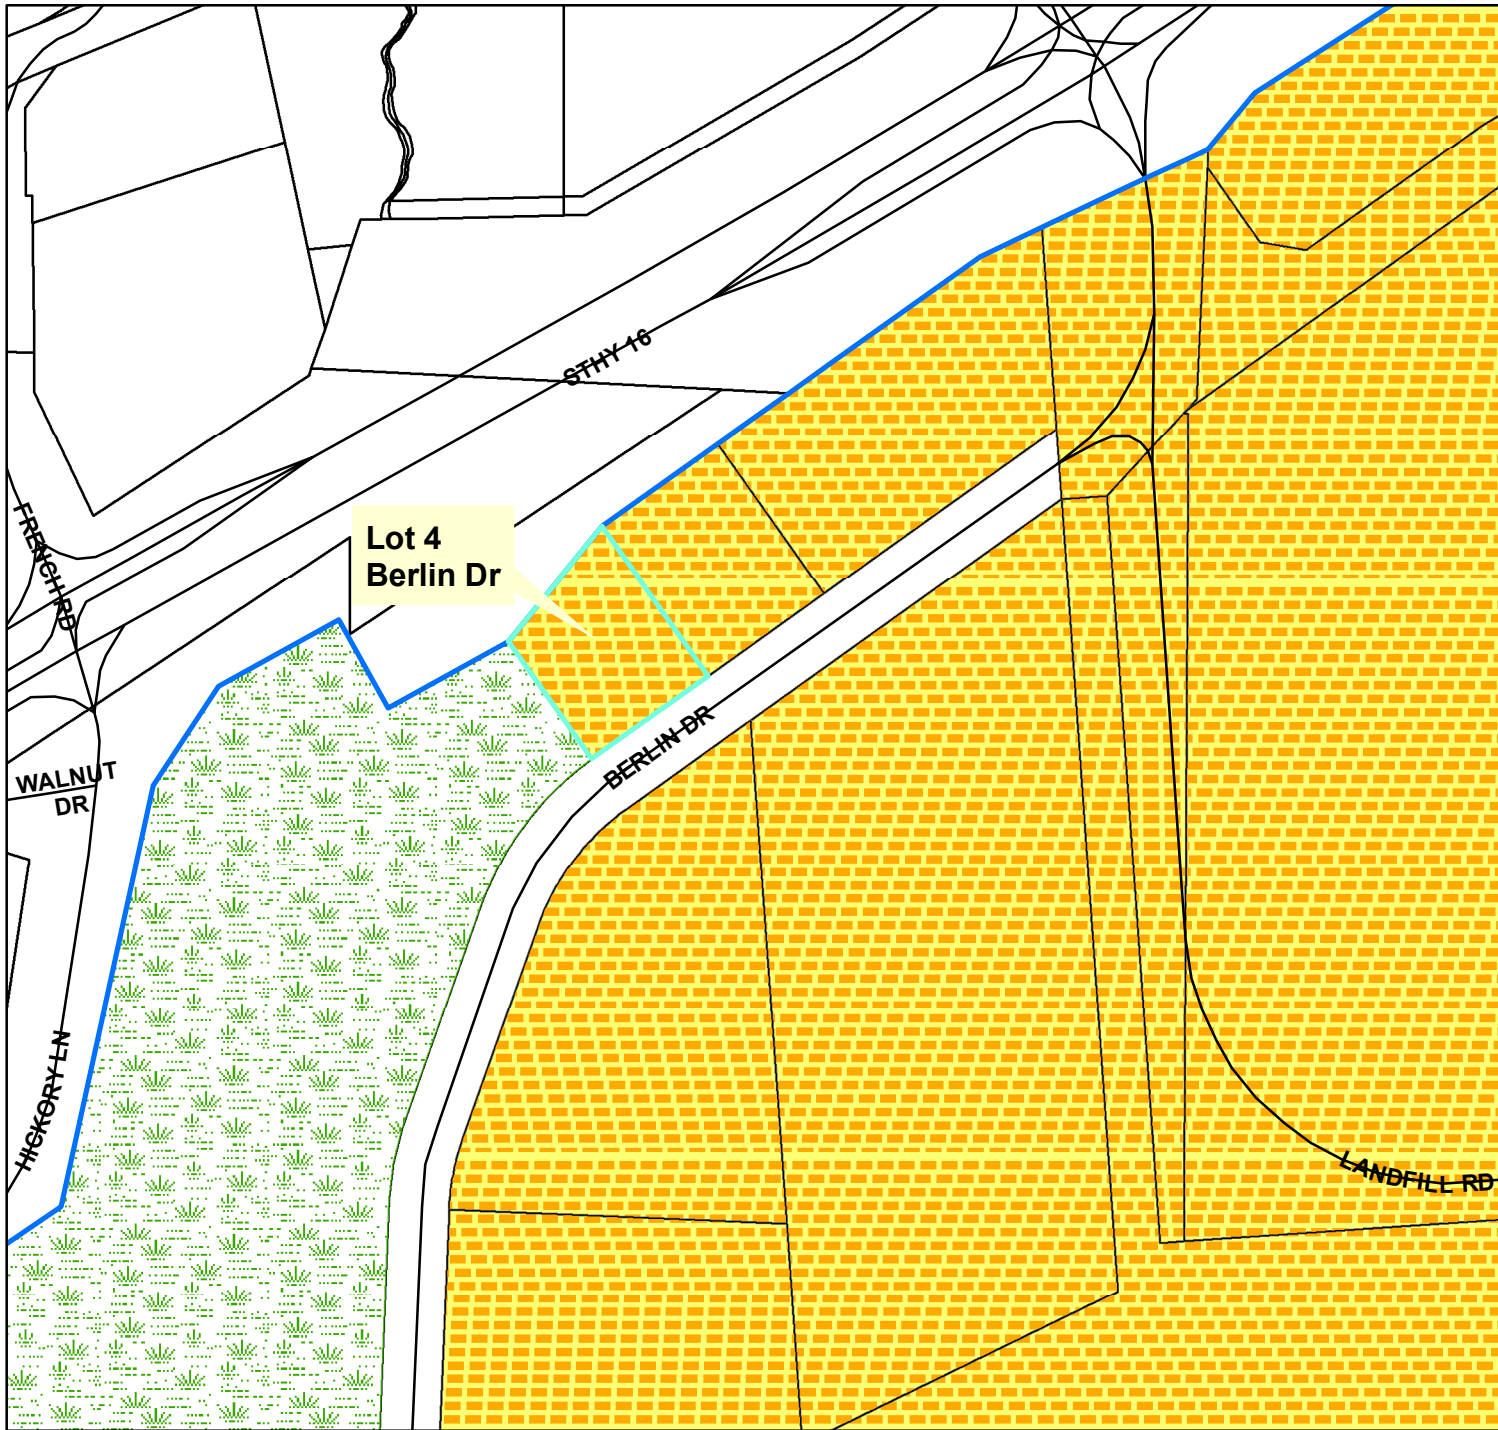 STHY 16
FRENCH RD
Lot 4
Berlin Dr
BERLIN DR
WALNUT
DR
HICKORY LN
LANDFILL RD